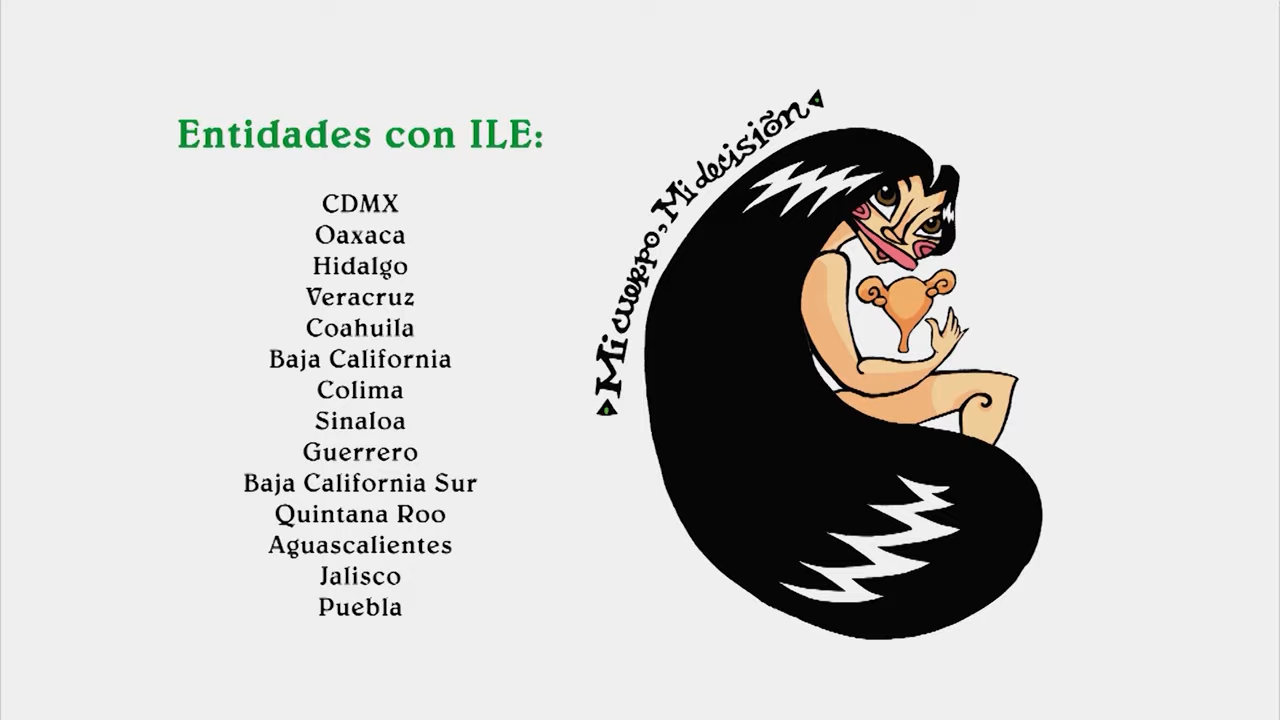 Entidades con ILE:
CDMX
Oaxaca
Hidalgo
Veracruz
Coahuila
Baja California
Colima
Sinaloa
Guerrero
Baja California Sur
Quintana Roo
Aguascalientes
Jalisco
Puebla
Mi cuerpo, Mi decisiõn